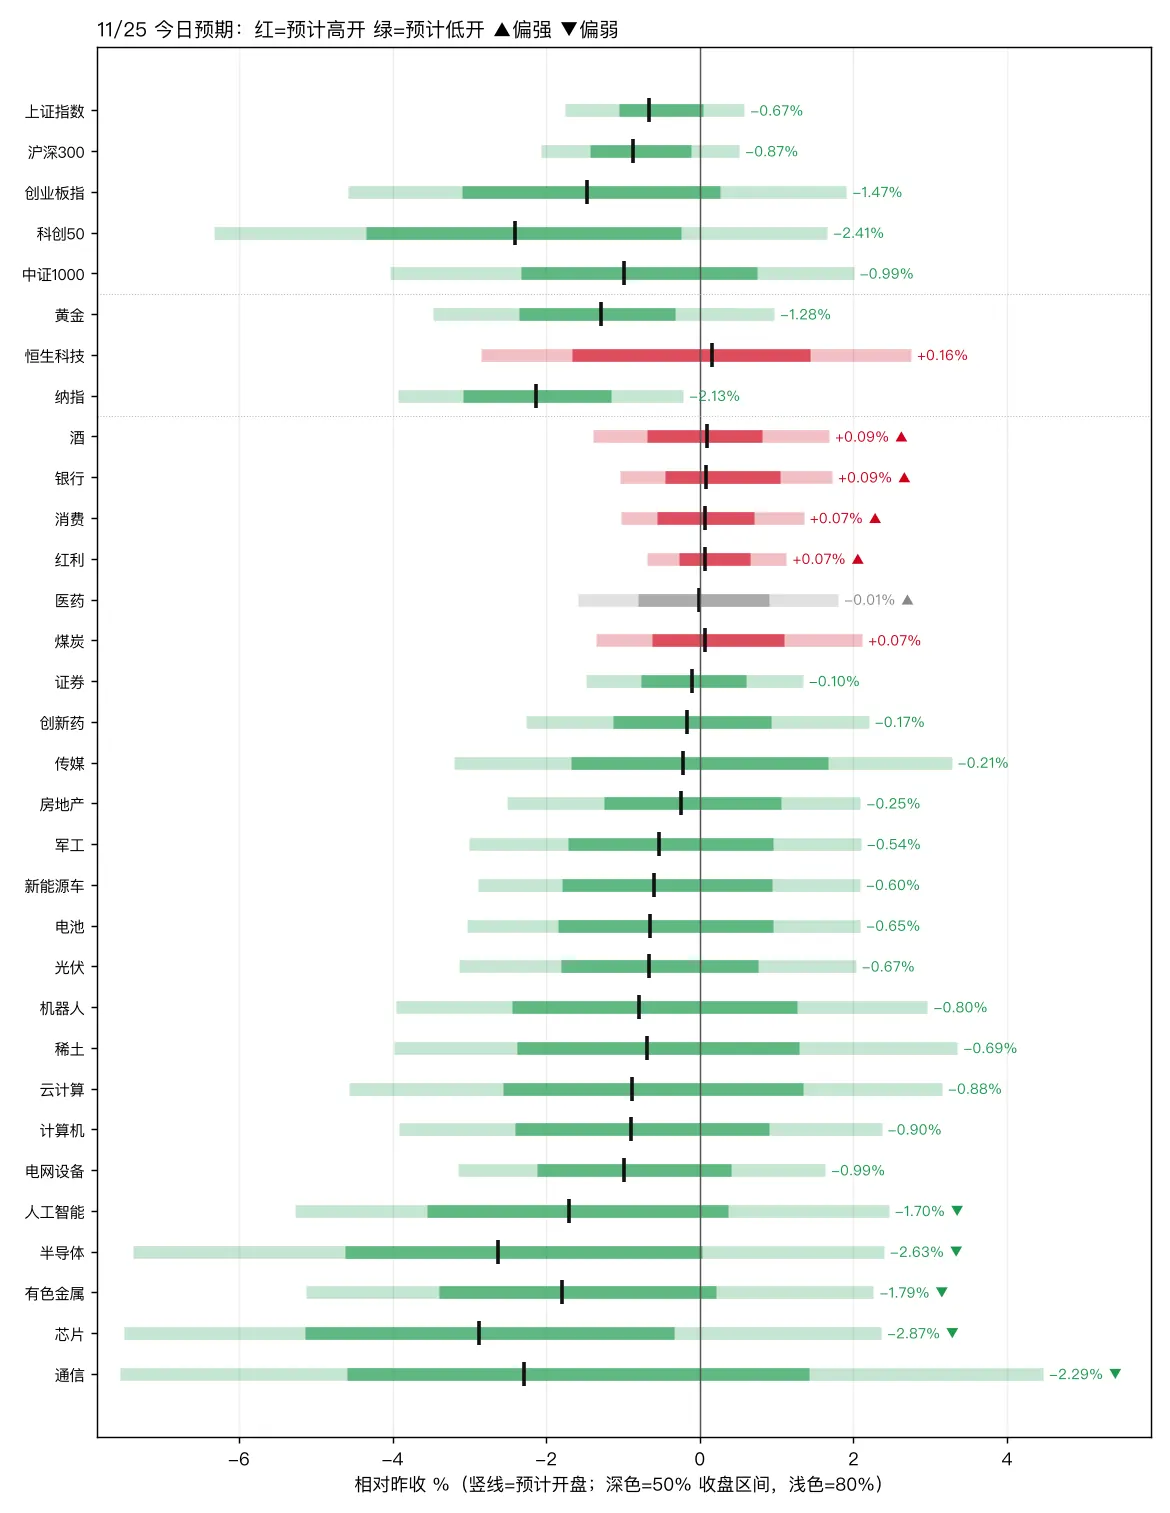 11/25 今日预期：红=预计高开 绿=预计低开 ▲偏强 ▼偏弱
上证指数 −0.67%
沪深300 −0.87%
创业板指 −1.47%
科创50 −2.41%
中证1000 −0.99%
黄金 −1.28%
恒生科技 +0.16%
纳指 −2.13%
酒 +0.09% ▲
银行 +0.09% ▲
消费 +0.07% ▲
红利 +0.07% ▲
医药 −0.01% ▲
煤炭 +0.07%
证券 −0.10%
创新药 −0.17%
传媒 −0.21%
房地产 −0.25%
军工 −0.54%
新能源车 −0.60%
电池 −0.65%
光伏 −0.67%
机器人 −0.80%
稀土 −0.69%
云计算 −0.88%
计算机 −0.90%
电网设备 −0.99%
人工智能 −1.70% ▼
半导体 −2.63% ▼
有色金属 −1.79% ▼
芯片 −2.87% ▼
通信 −2.29% ▼
−6 −4 −2 0 2 4
相对昨收 %（竖线=预计开盘；深色=50% 收盘区间，浅色=80%）